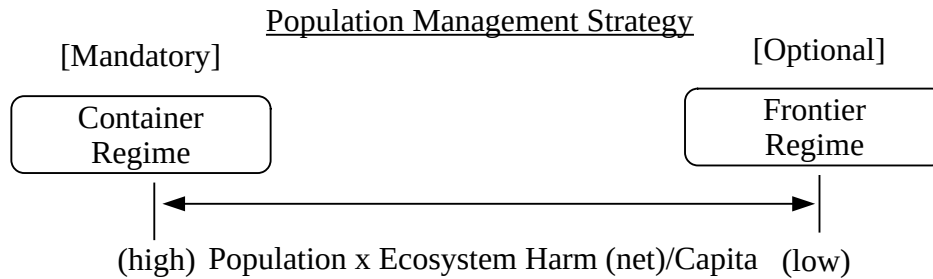 Population Management Strategy
[Mandatory]
[Optional]
Container
Regime
Frontier
Regime
(high) Population x Ecosystem Harm (net)/Capita (low)